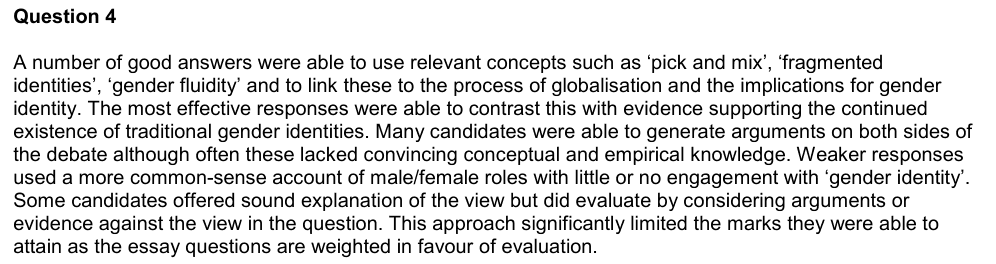 Question 4
A number of good answers were able to use relevant concepts such as ‘pick and mix’, ‘fragmented
identities’, ‘gender fluidity’ and to link these to the process of globalisation and the implications for gender
identity. The most effective responses were able to contrast this with evidence supporting the continued
existence of traditional gender identities. Many candidates were able to generate arguments on both sides of
the debate although often these lacked convincing conceptual and empirical knowledge. Weaker responses
used a more common-sense account of male/female roles with little or no engagement with ‘gender identity’.
Some candidates offered sound explanation of the view but did evaluate by considering arguments or
evidence against the view in the question. This approach significantly limited the marks they were able to
attain as the essay questions are weighted in favour of evaluation.